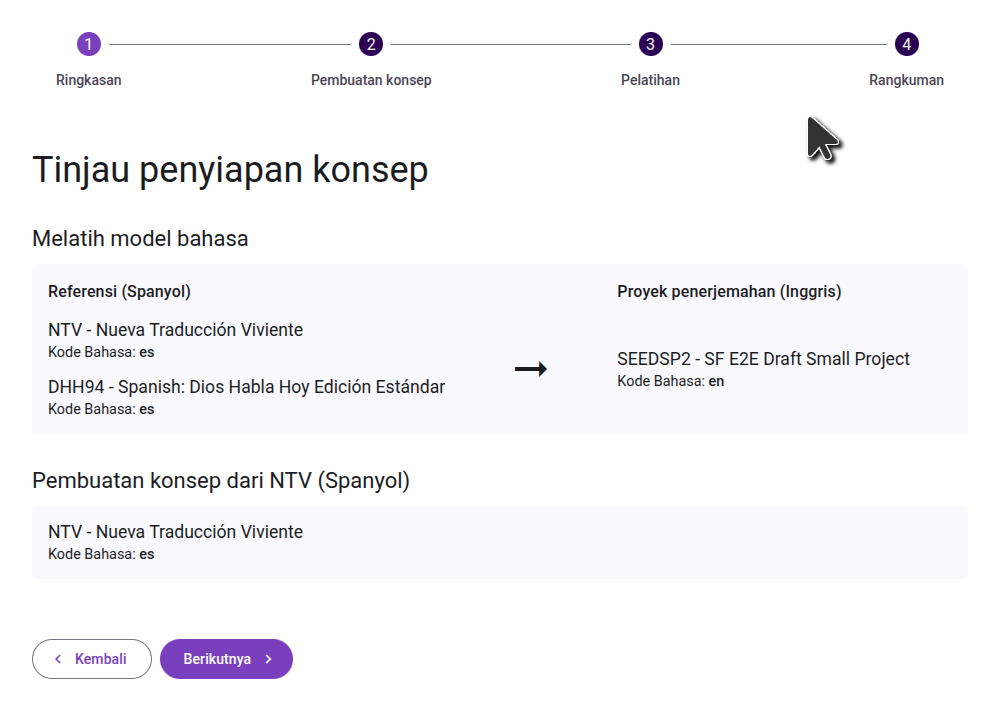 1
2
3
4
Ringkasan
Pembuatan konsep
Pelatihan
Rangkuman
Tinjau penyiapan konsep
Melatih model bahasa
Referensi (Spanyol)
NTV - Nueva Traducción Viviente
Kode Bahasa: es
DHH94 - Spanish: Dios Habla Hoy Edición Estándar
Kode Bahasa: es
Proyek penerjemahan (Inggris)
SEEDSP2 - SF E2E Draft Small Project
Kode Bahasa: en
Pembuatan konsep dari NTV (Spanyol)
NTV - Nueva Traducción Viviente
Kode Bahasa: es
Kembali
Berikutnya